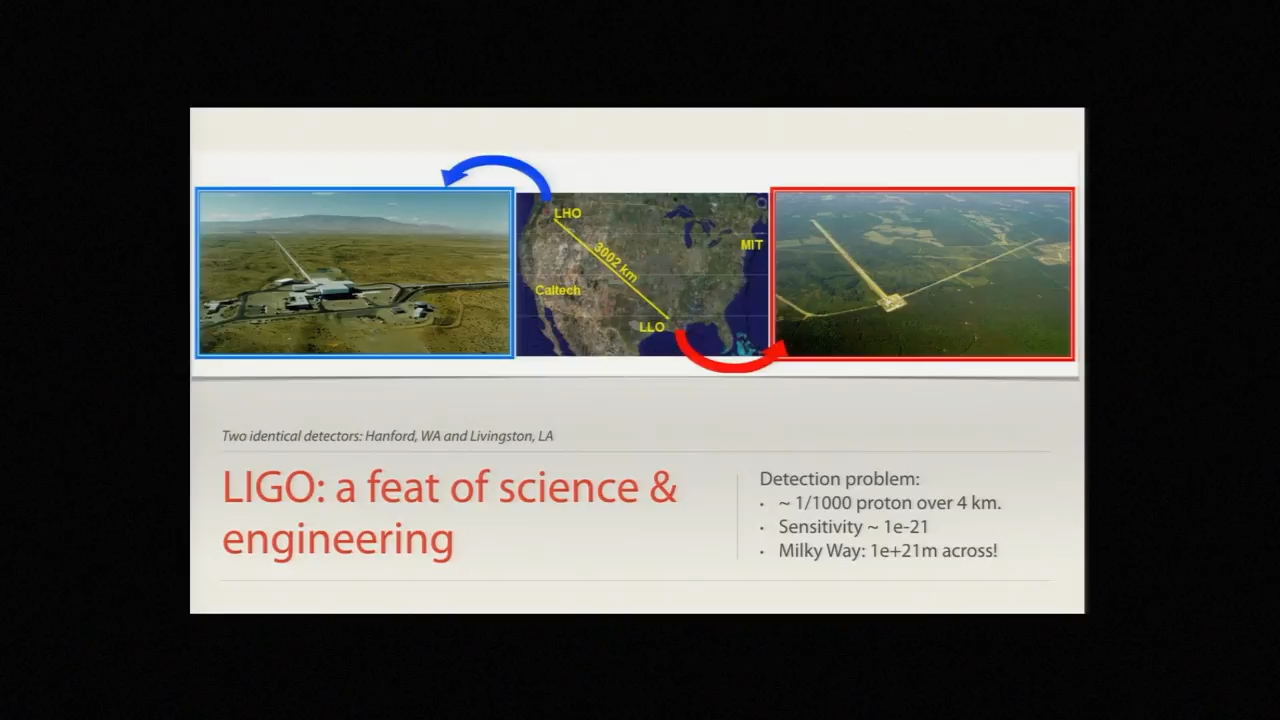 LHO
3002 km
MIT
Caltech
LLO
Two identical detectors: Hanford, WA and Livingston, LA
LIGO: a feat of science &
engineering
Detection problem:
• ~ 1/1000 proton over 4 km.
• Sensitivity ~ 1e-21
• Milky Way: 1e+21m across!